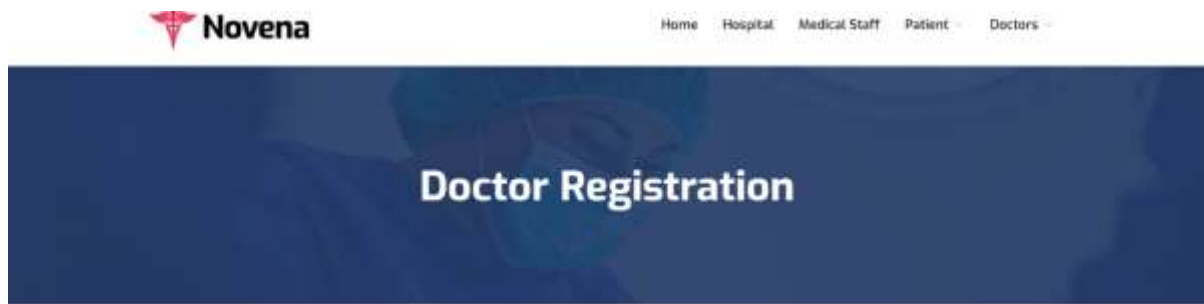 Novena
Home Hospital Medical Staff Patient Doctors
Doctor Registration